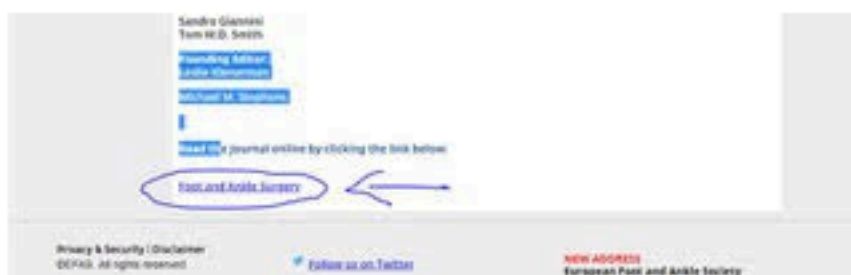 Sandro Giannini
Tom W.D. Smith
Founding Editor:
Leslie Klenerman
Michael M. Stephens
Read the journal online by clicking the link below:
Foot and Ankle Surgery
Privacy & Security | Disclaimer
©EFAS. All rights reserved
Follow us on Twitter
NEW ADDRESS
European Foot and Ankle Society